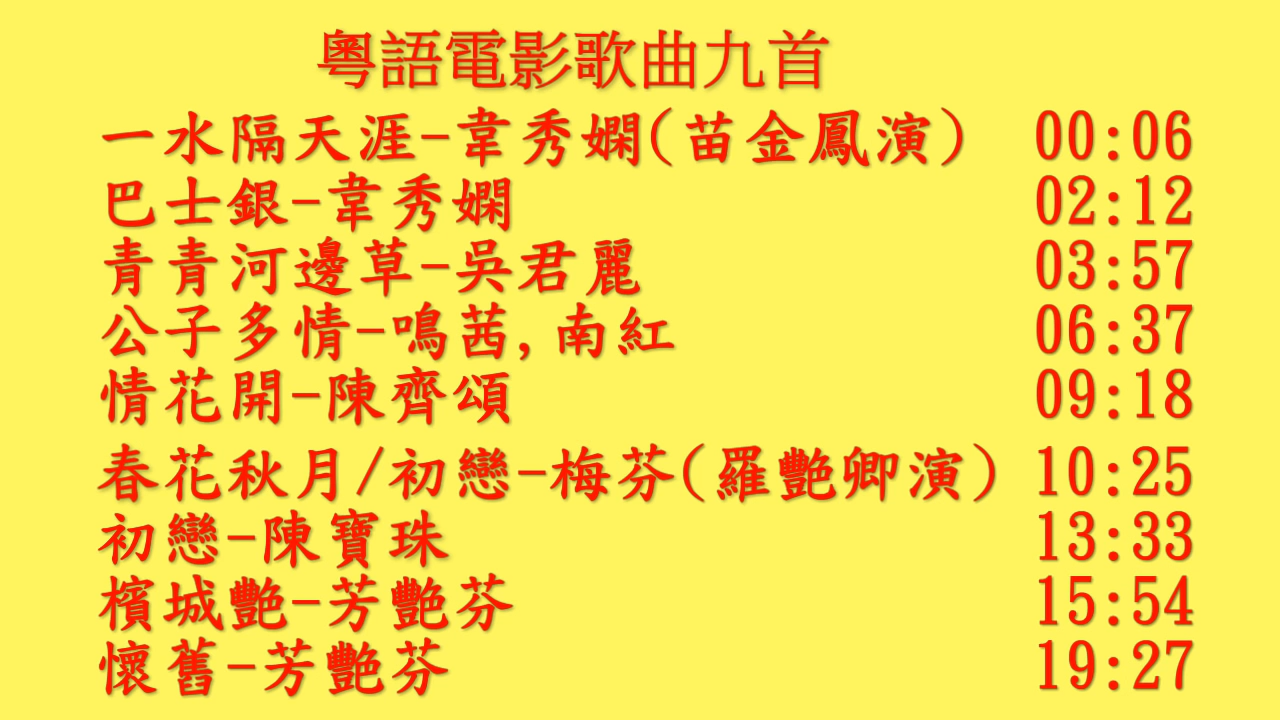 粵語電影歌曲九首
一水隔天涯-韋秀嫻(苗金鳳演) 00:06
巴士銀-韋秀嫻 02:12
青青河邊草-吳君麗 03:57
公子多情-鳴茜,南紅 06:37
情花開-陳齊頌 09:18
春花秋月/初戀-梅芬(羅艷卿演) 10:25
初戀-陳寶珠 13:33
檳城艷-芳艷芬 15:54
懷舊-芳艷芬 19:27